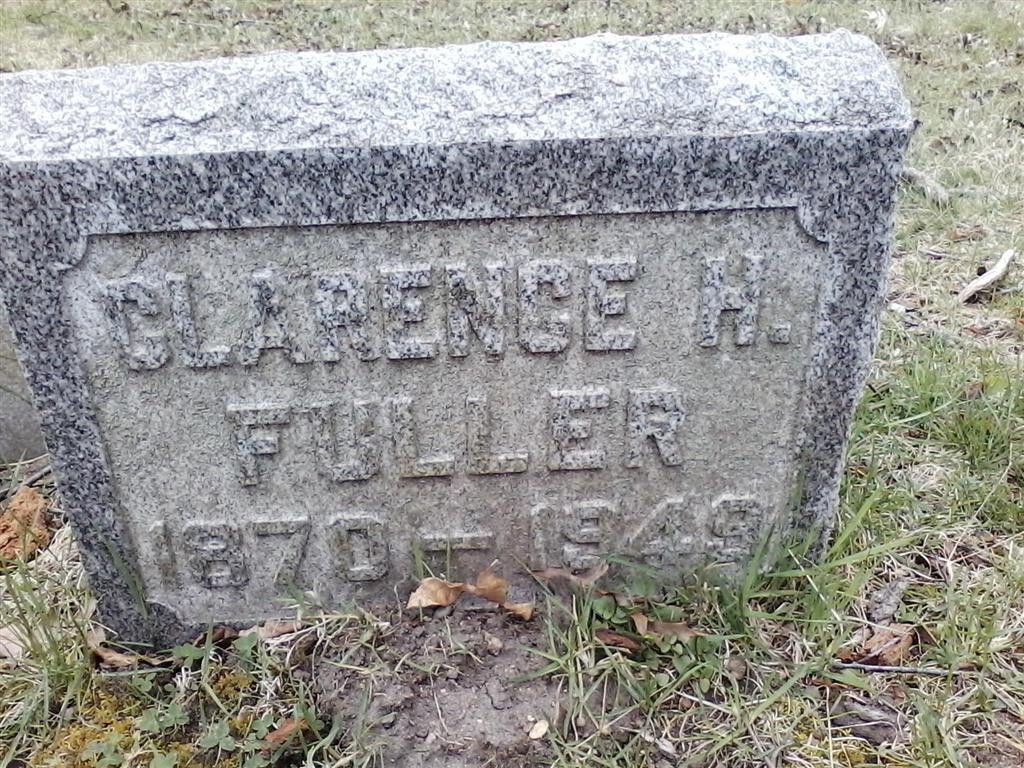 CLARENCE H.
FULLER
1870 — 1949